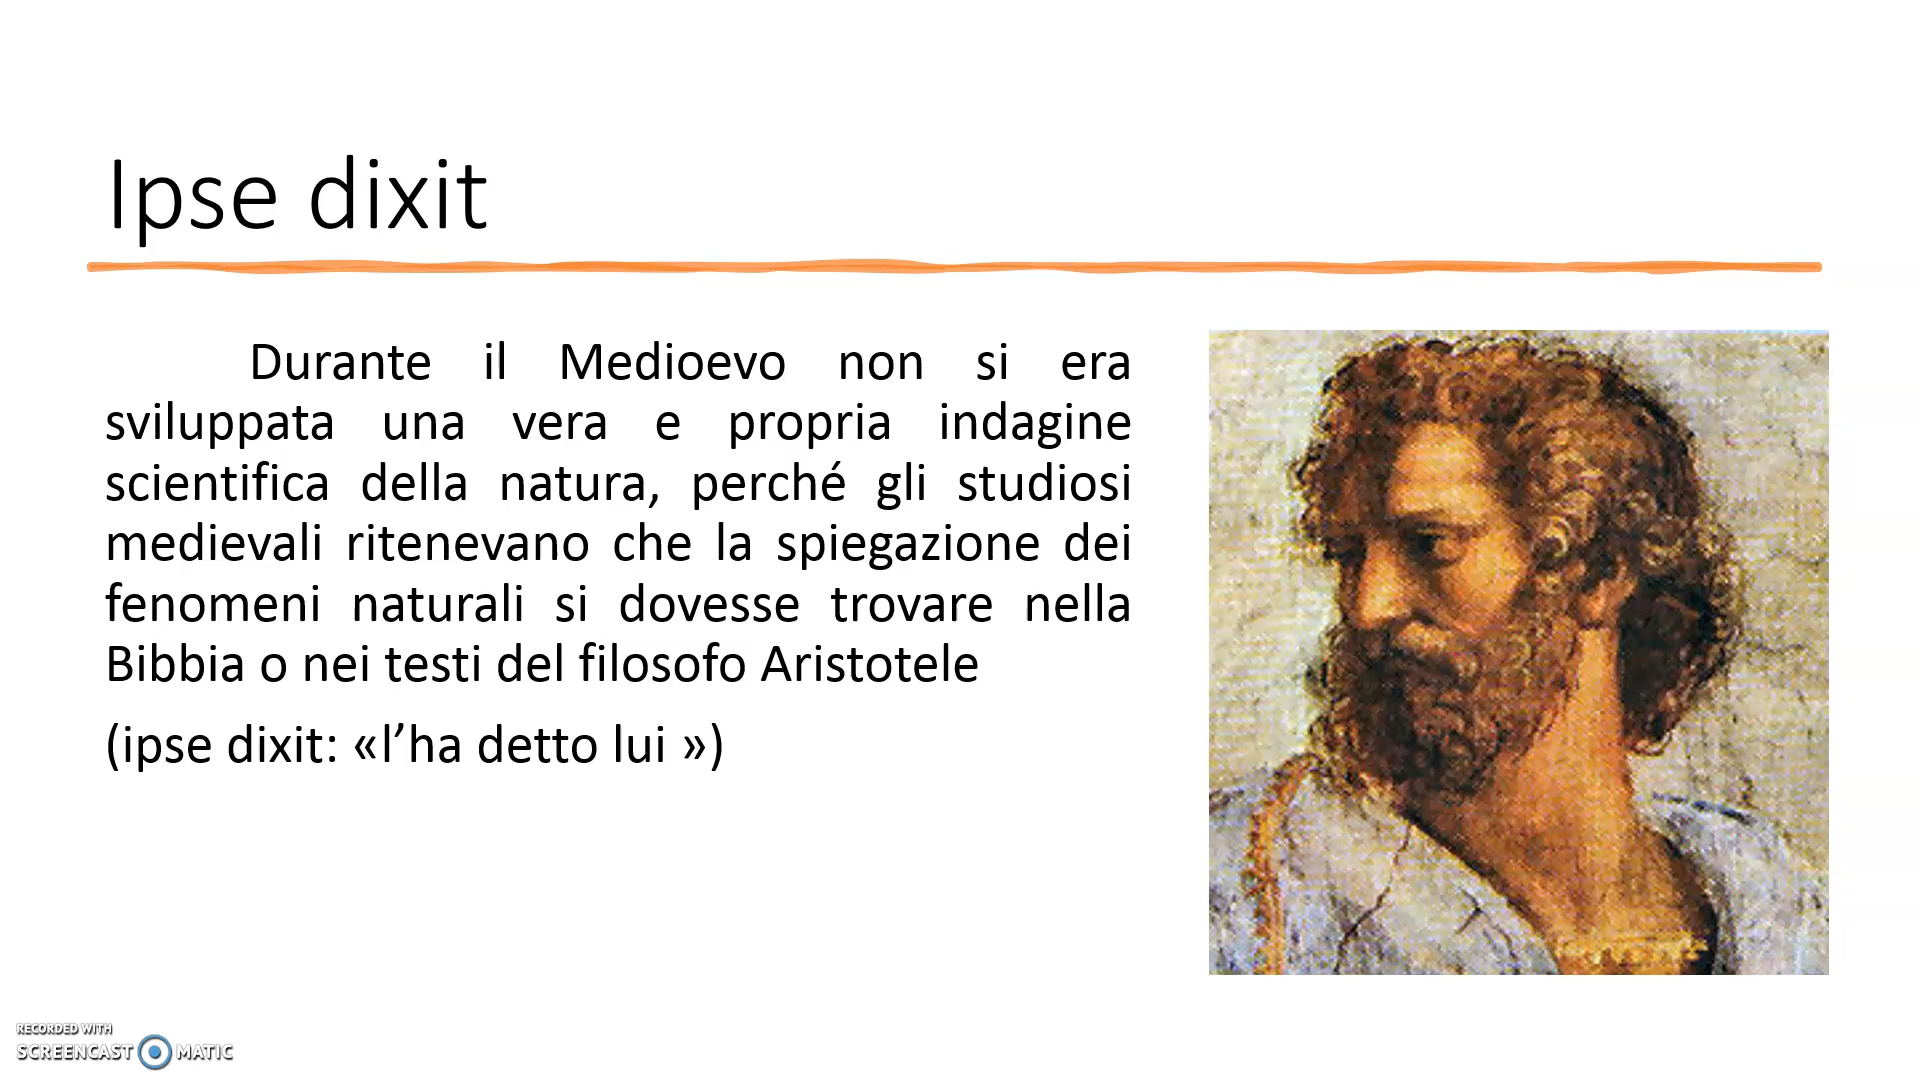 Ipse dixit
Durante il Medioevo non si era
sviluppata una vera e propria indagine
scientifica della natura, perché gli studiosi
medievali ritenevano che la spiegazione dei
fenomeni naturali si dovesse trovare nella
Bibbia o nei testi del filosofo Aristotele
(ipse dixit: «l’ha detto lui »)
RECORDED WITH
SCREENCAST MATIC